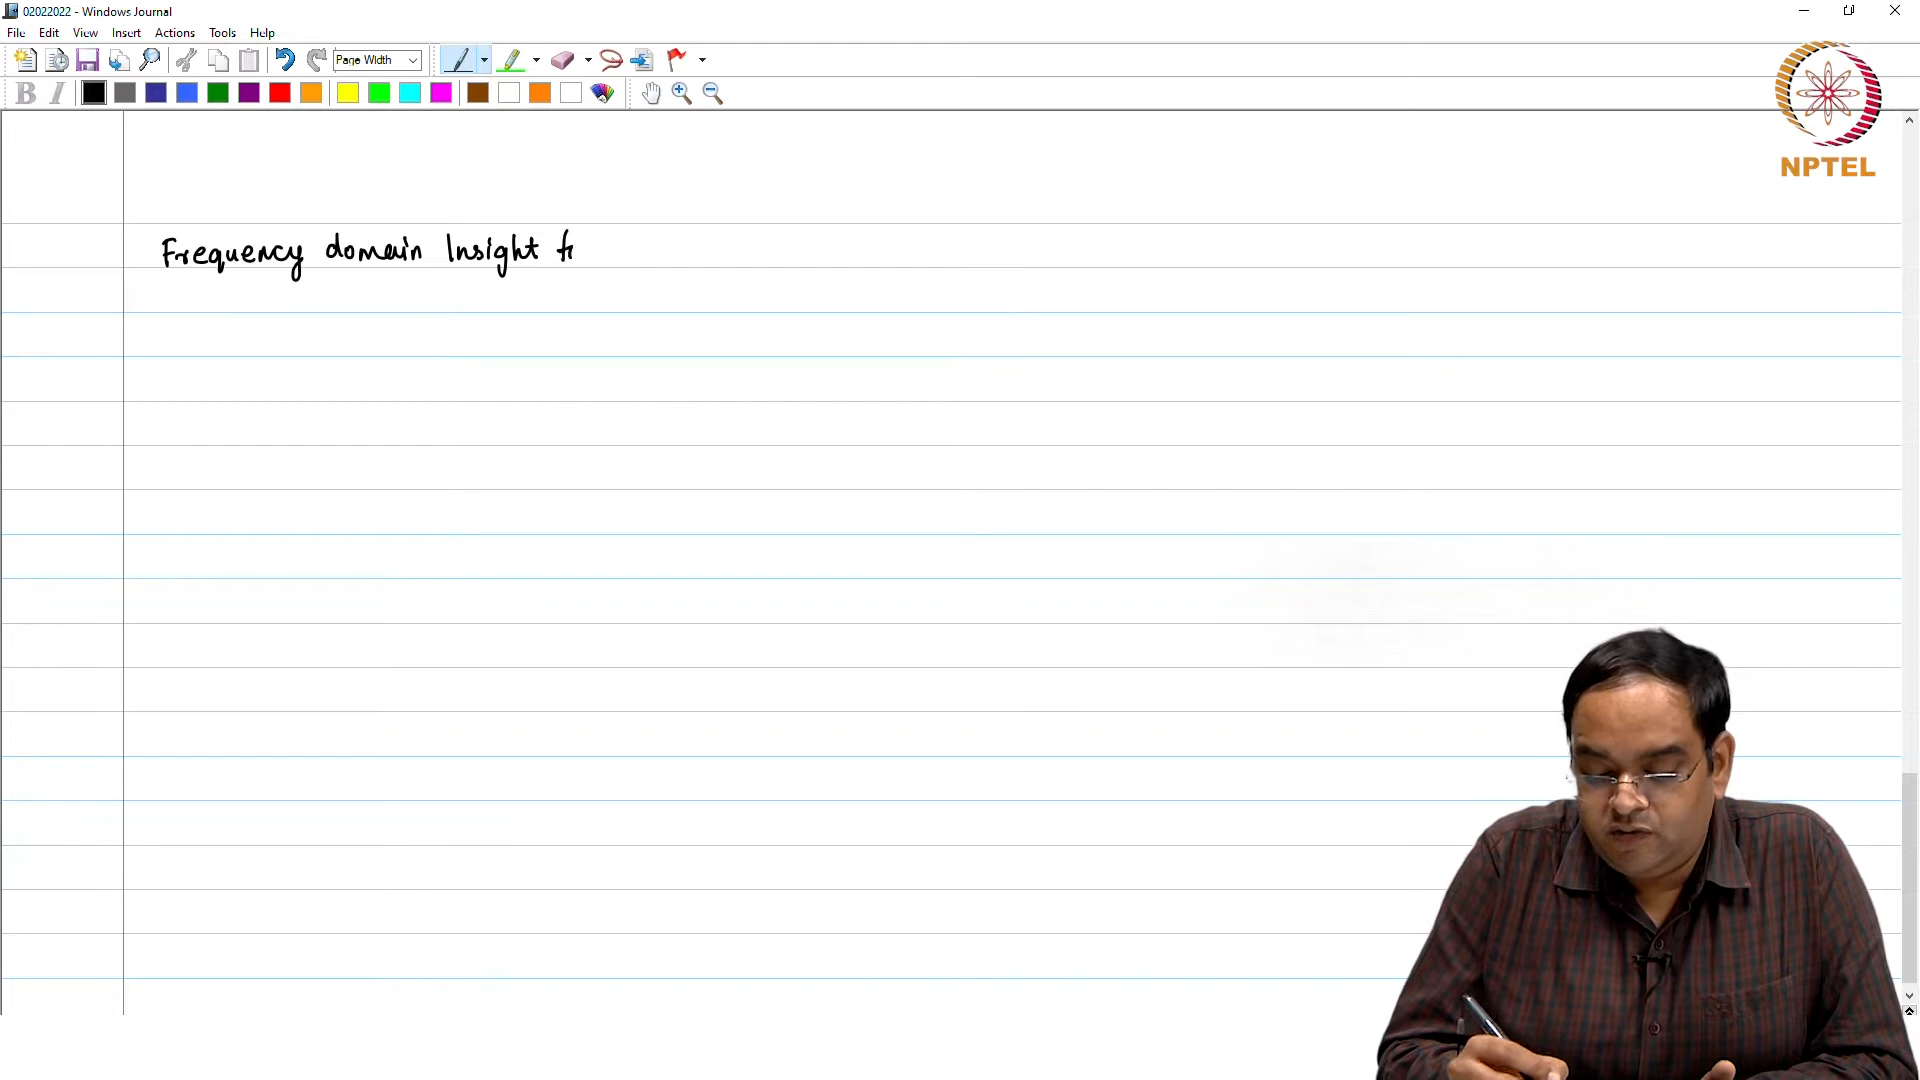 02022022 - Windows Journal
File Edit View Insert Actions Tools Help
Page Width
B I
NPTEL
Frequency domain Insight